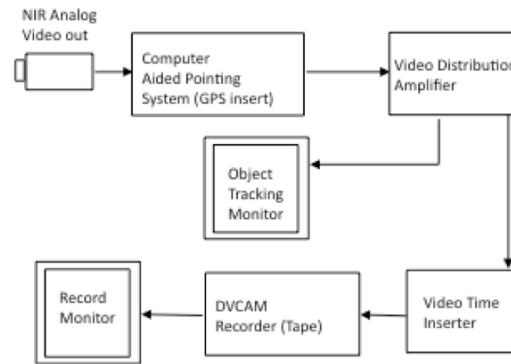 NIR Analog
Video out
Computer
Aided Pointing
System (GPS insert)
Video Distribution
Amplifier
Object
Tracking
Monitor
Record
Monitor
DVCAM
Recorder (Tape)
Video Time
Inserter